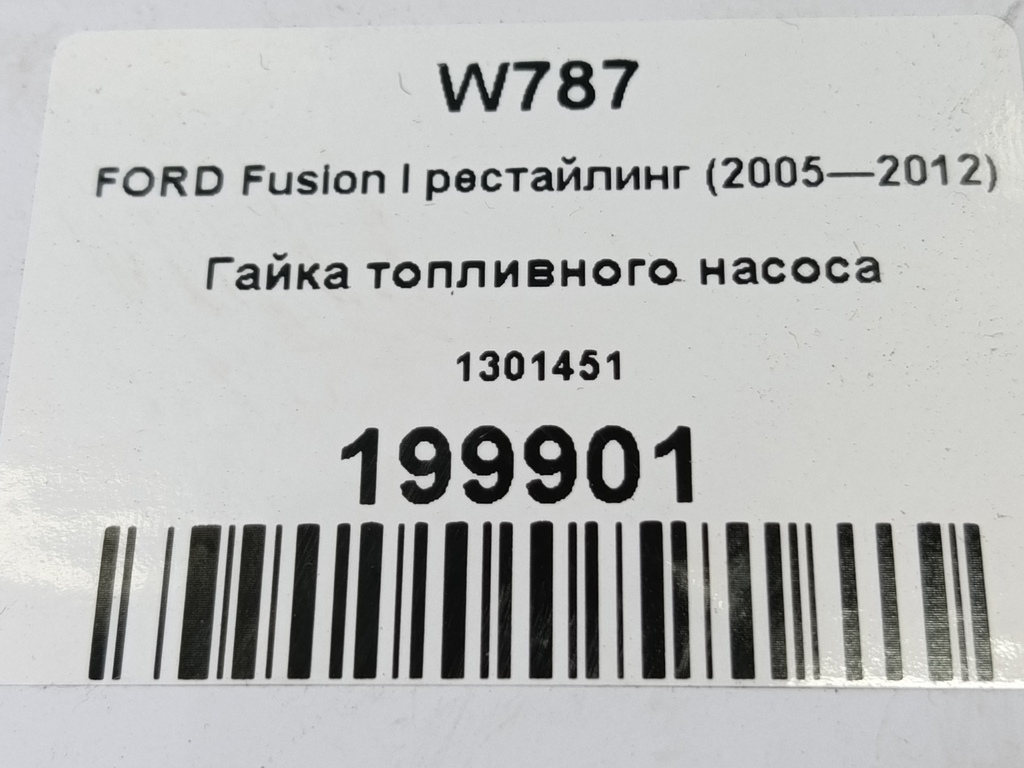 W787
FORD Fusion I рестайлинг (2005—2012)
Гайка топливного насоса
1301451
199901